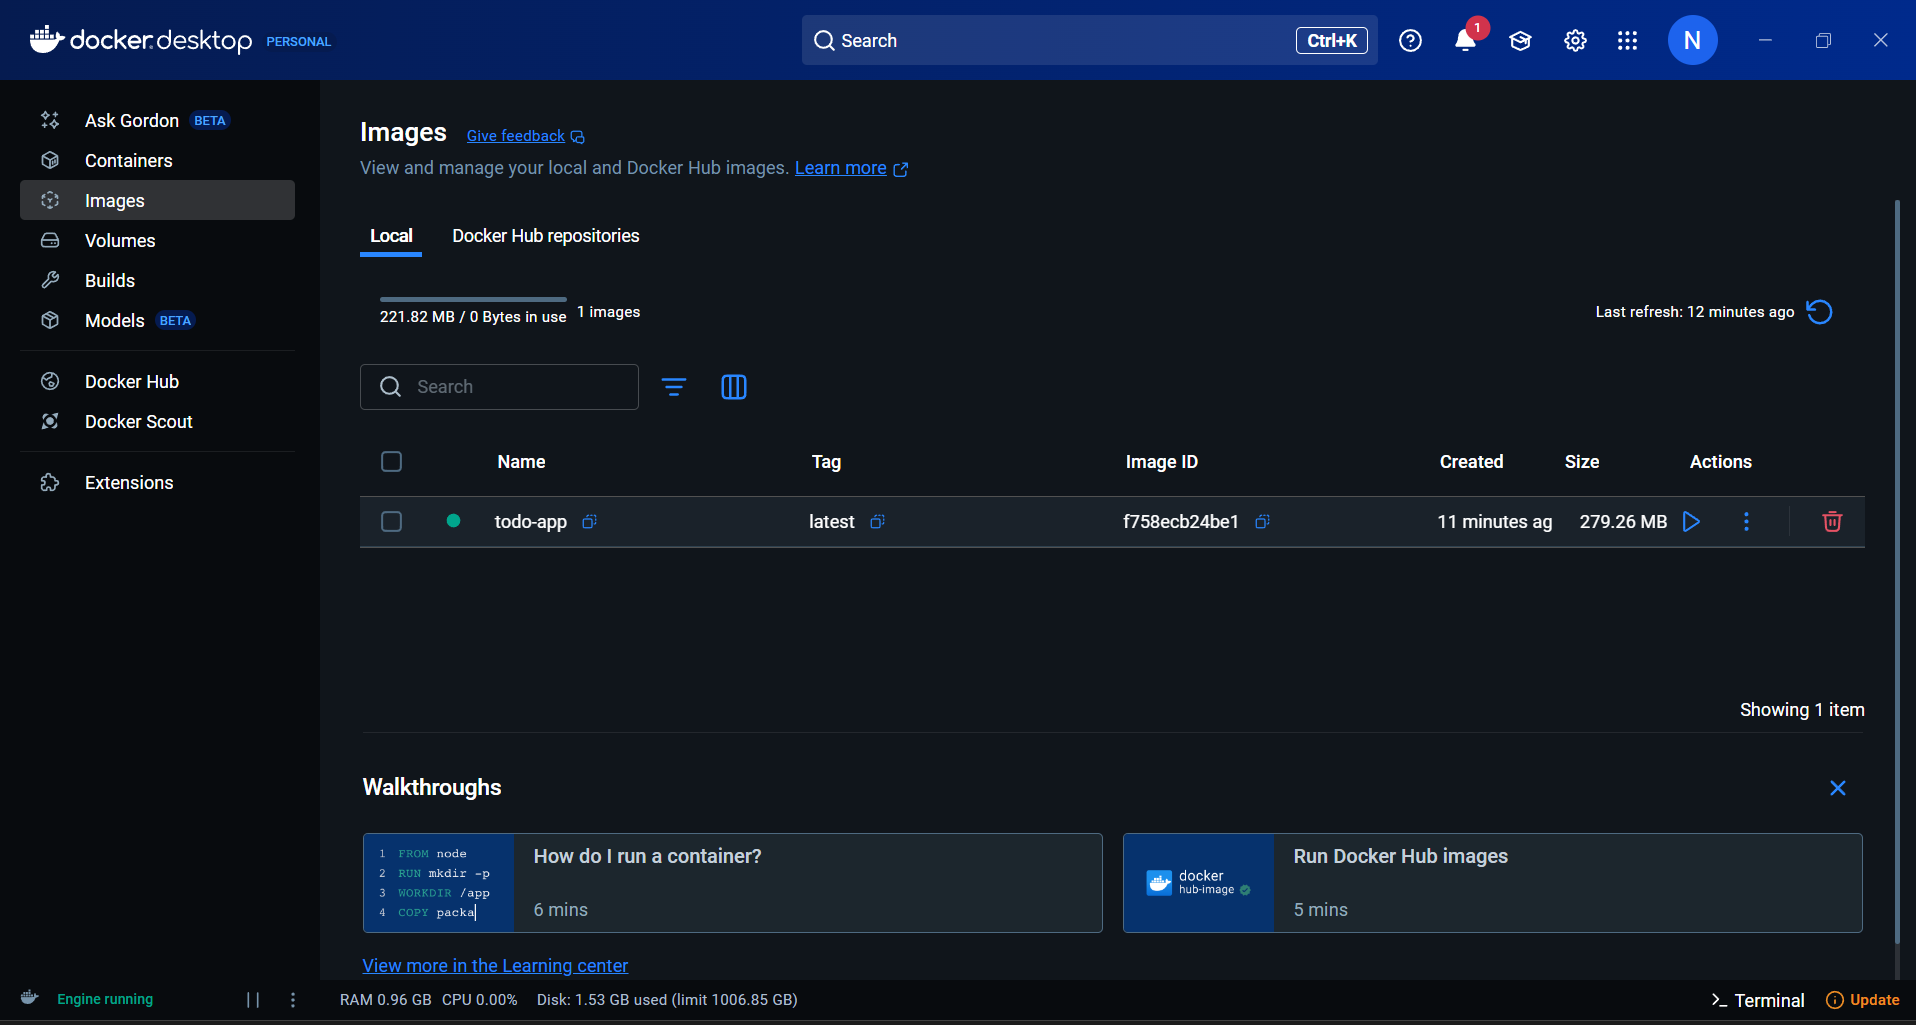 docker.desktop PERSONAL
Search Ctrl+K
1
N
Ask Gordon BETA
Containers
Images
Volumes
Builds
Models BETA
Docker Hub
Docker Scout
Extensions
Images Give feedback
View and manage your local and Docker Hub images. Learn more
Local Docker Hub repositories
221.82 MB / 0 Bytes in use 1 images
Last refresh: 12 minutes ago
Search
Name Tag Image ID Created Size Actions
todo-app latest f758ecb24be1 11 minutes ag 279.26 MB
Showing 1 item
Walkthroughs
1 FROM node
2 RUN mkdir -p
3 WORKDIR /app
4 COPY packa
How do I run a container?
6 mins
docker
hub-image
Run Docker Hub images
5 mins
View more in the Learning center
Engine running
RAM 0.96 GB CPU 0.00% Disk: 1.53 GB used (limit 1006.85 GB)
>_ Terminal
Update